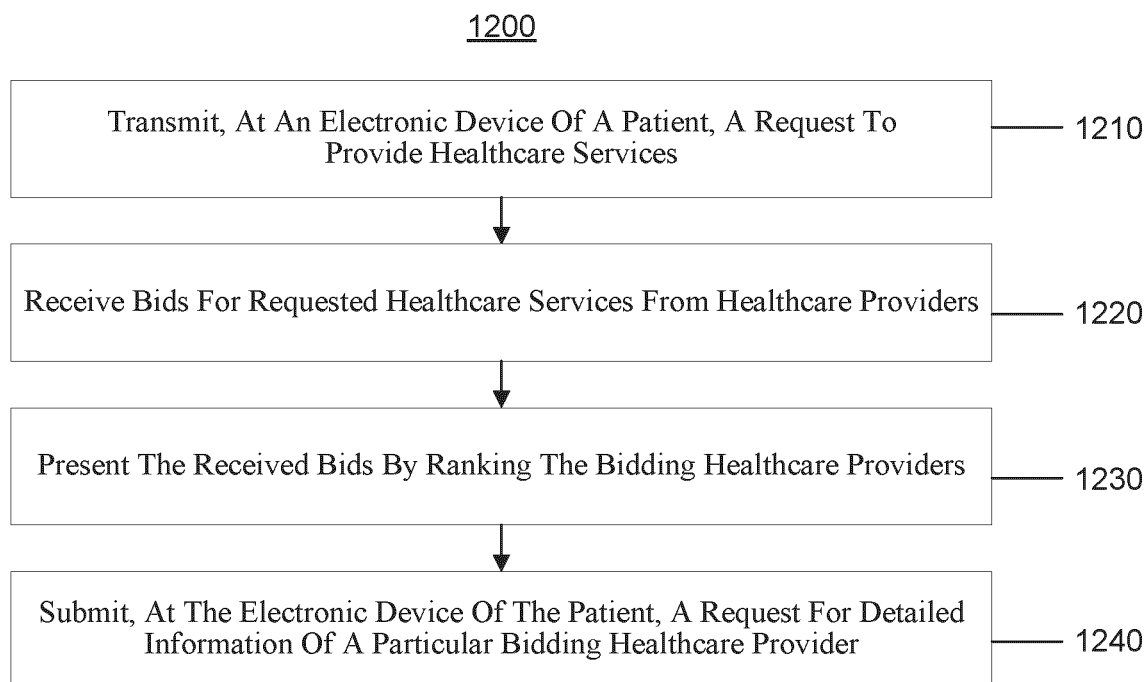 1200
Transmit, At An Electronic Device Of A Patient, A Request To
Provide Healthcare Services
1210
Receive Bids For Requested Healthcare Services From Healthcare Providers
1220
Present The Received Bids By Ranking The Bidding Healthcare Providers
1230
Submit, At The Electronic Device Of The Patient, A Request For Detailed
Information Of A Particular Bidding Healthcare Provider
1240